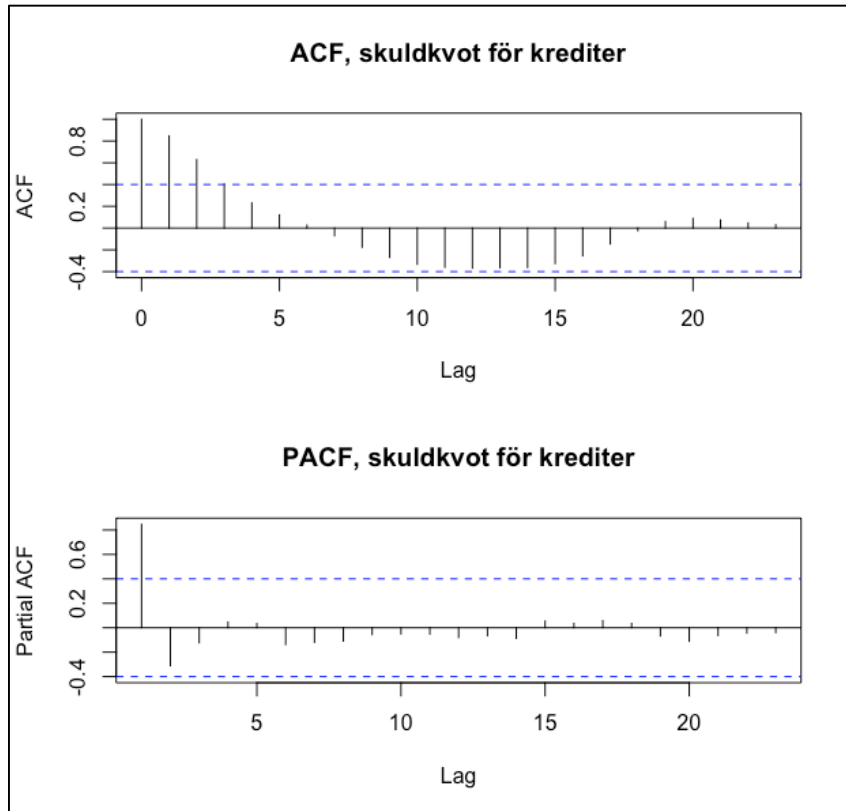 ACF, skuldkvot för krediter
ACF
0.8
0.2
-0.4
0 5 10 15 20
Lag
PACF, skuldkvot för krediter
Partial ACF
0.6
0.2
-0.4
5 10 15 20
Lag